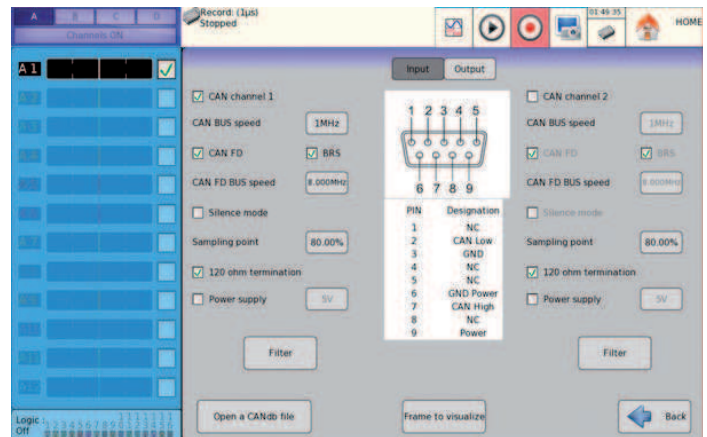 A B C D
Channels ON
Record: (1µs)
Stopped
01:49:35
HOME
A 1
Input Output
CAN channel 1
CAN BUS speed 1MHz
CAN FD BRS
CAN FD BUS speed 8.000MHz
Silence mode
Sampling point 80.00%
120 ohm termination
Power supply 5V
Filter
1 2 3 4 5
6 7 8 9
PIN Designation
1 NC
2 CAN Low
3 GND
4 NC
5 NC
6 GND Power
7 CAN High
8 NC
9 Power
CAN channel 2
CAN BUS speed 1MHz
CAN FD BRS
CAN FD BUS speed 8.000MHz
Silence mode
Sampling point 80.00%
120 ohm termination
Power supply 5V
Filter
Logic :
Off
Open a CANdb file
Frame to visualize
Back